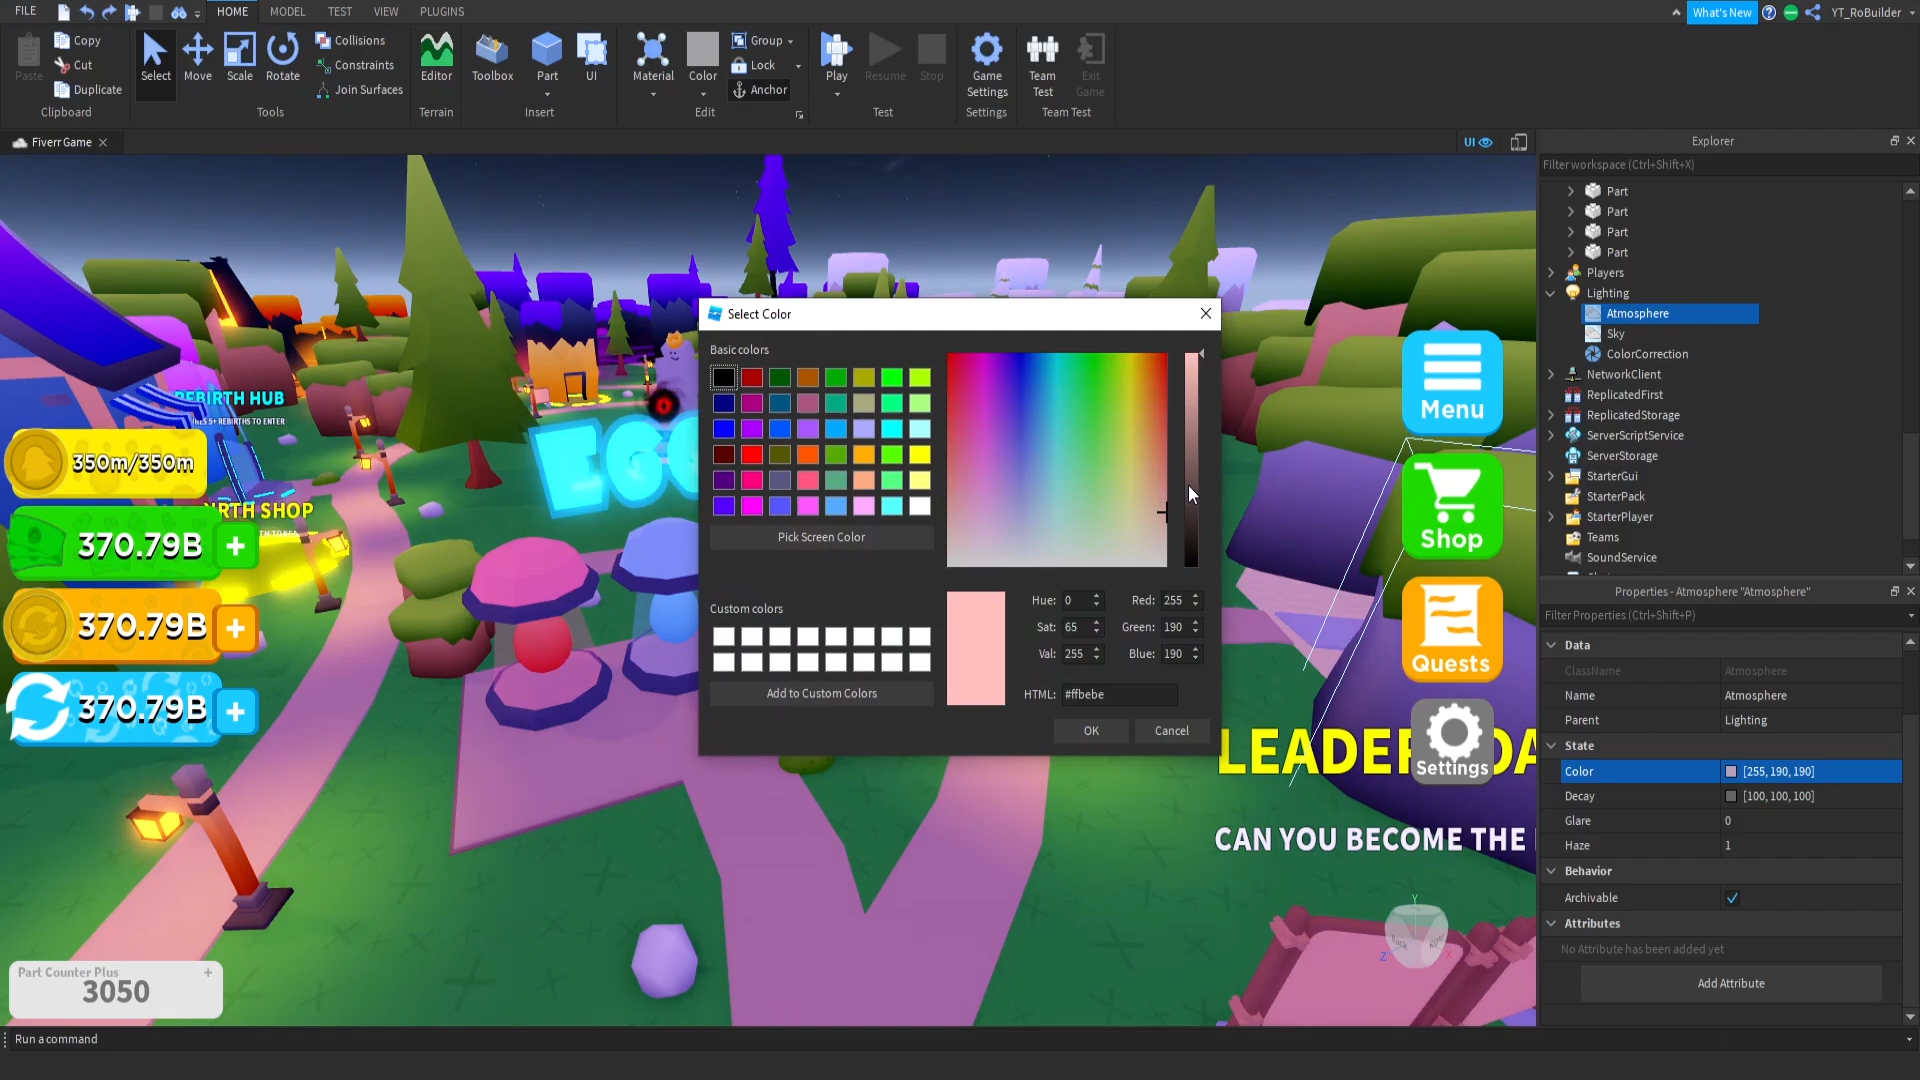 FILE
HOME
MODEL
TEST
VIEW
PLUGINS
What's New
YT_RoBuilder
Paste
Copy
Cut
Duplicate
Clipboard
Select
Move
Scale
Rotate
Collisions
Constraints
Join Surfaces
Tools
Editor
Terrain
Toolbox
Part
UI
Insert
Material
Color
Group
Lock
Anchor
Edit
Play
Resume
Stop
Test
Game
Settings
Settings
Team
Test
Exit
Game
Team Test
Fiverr Game
UI
Explorer
Filter workspace (Ctrl+Shift+X)
Part
Part
Part
Part
Players
Lighting
Atmosphere
Sky
ColorCorrection
NetworkClient
ReplicatedFirst
ReplicatedStorage
ServerScriptService
ServerStorage
StarterGui
StarterPack
StarterPlayer
Teams
SoundService
Properties - Atmosphere "Atmosphere"
Filter Properties (Ctrl+Shift+P)
Data
ClassName Atmosphere
Name Atmosphere
Parent Lighting
State
Color [255, 190, 190]
Decay [100, 100, 100]
Glare 0
Haze 1
Behavior
Archivable
Attributes
No Attribute has been added yet
Add Attribute
REBIRTH HUB
5+ REBIRTHS TO ENTER
350m/350m
SHOP
370.79B +
370.79B +
370.79B +
Part Counter Plus +
3050
Select Color
Basic colors
Pick Screen Color
Custom colors
Add to Custom Colors
Hue: 0 Red: 255
Sat: 65 Green: 190
Val: 255 Blue: 190
HTML: #ffbebe
OK
Cancel
Menu
Shop
Quests
Settings
CAN YOU BECOME THE
Y
Z
X
Back
Right
Run a command